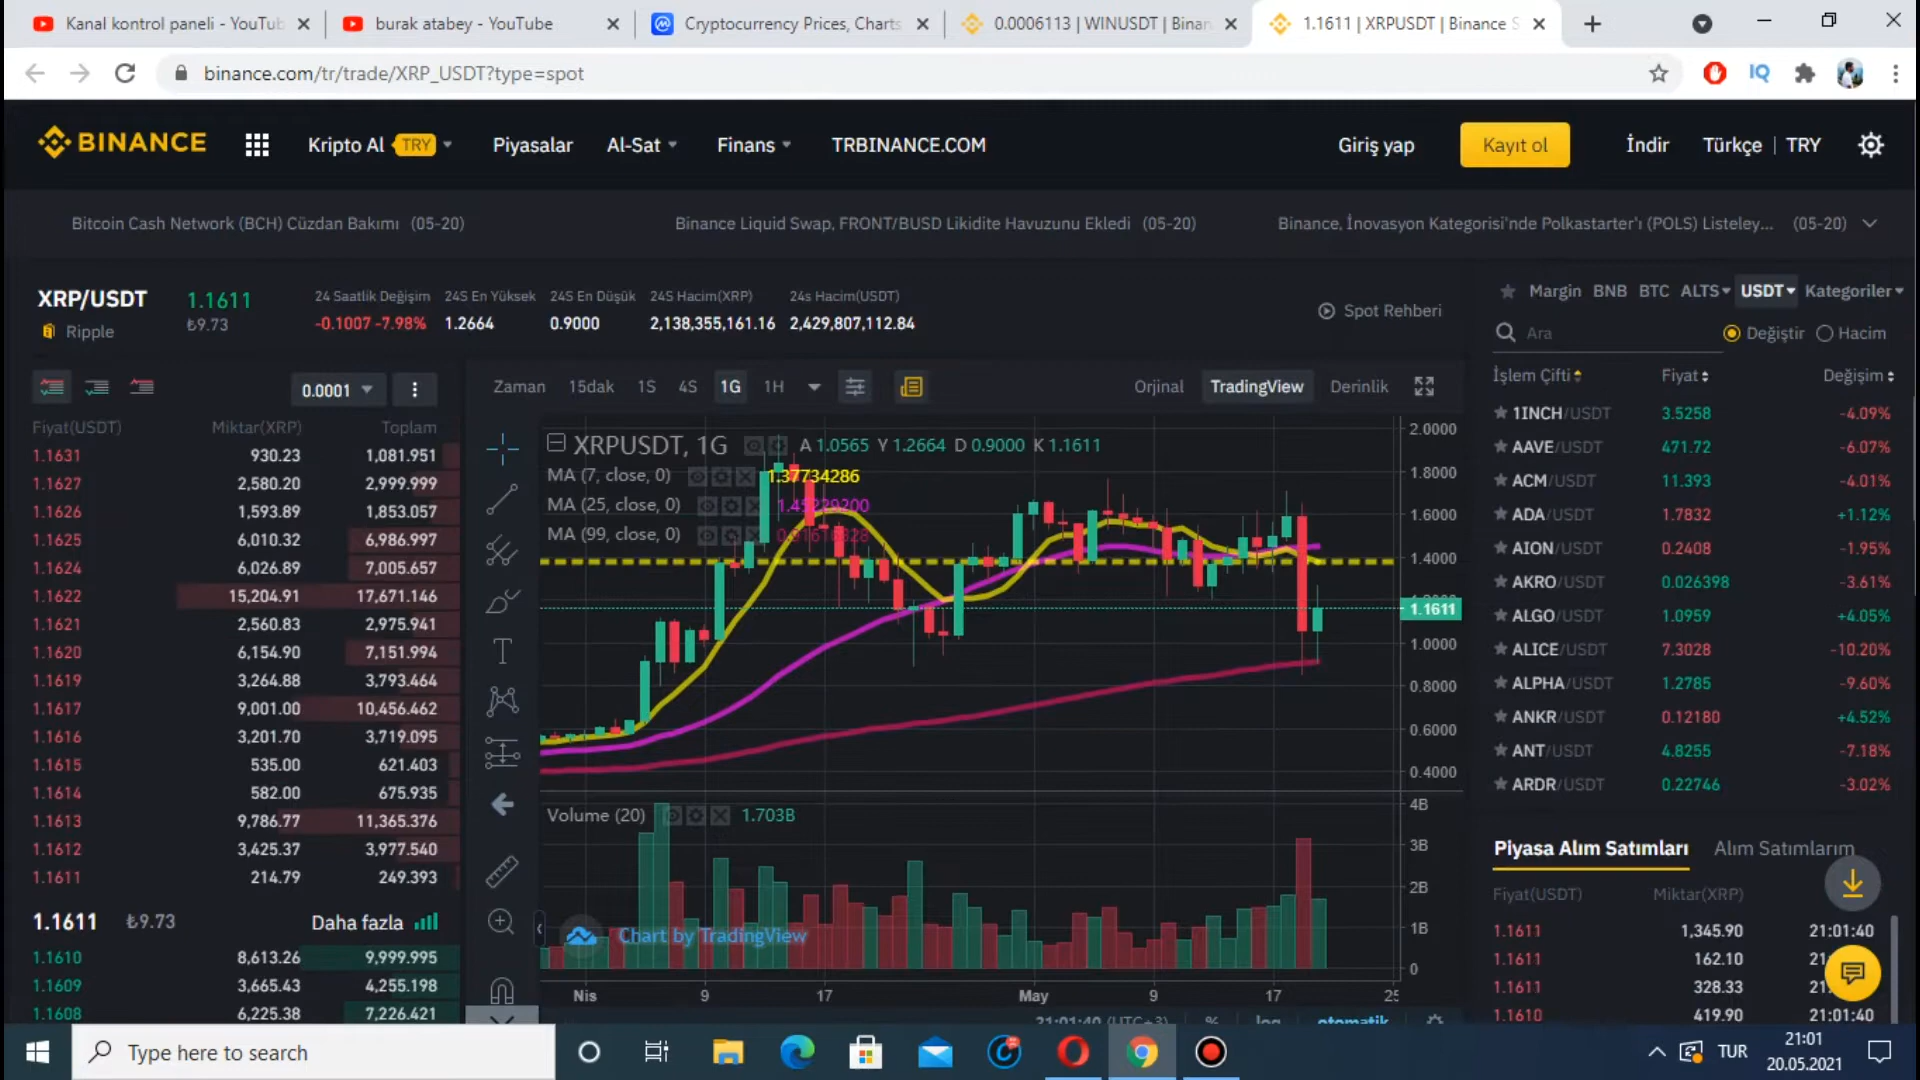 Kanal kontrol paneli - YouTub
burak atabey - YouTube
Cryptocurrency Prices, Charts
0.0006113 | WINUSDT | Binan
1.1611 | XRPUSDT | Binance S
binance.com/tr/trade/XRP_USDT?type=spot
IQ
BINANCE
Kripto Al TRY
Piyasalar
Al-Sat
Finans
TRBINANCE.COM
Giriş yap
Kayıt ol
İndir
Türkçe | TRY
Bitcoin Cash Network (BCH) Cüzdan Bakımı (05-20)
Binance Liquid Swap, FRONT/BUSD Likidite Havuzunu Ekledi (05-20)
Binance, İnovasyon Kategorisi'nde Polkastarter'ı (POLS) Listeley... (05-20)
XRP/USDT
Ripple
1.1611
₺9.73
24 Saatlik Değişim
-0.1007 -7.98%
24S En Yüksek
1.2664
24S En Düşük
0.9000
24S Hacim(XRP)
2,138,355,161.16
24s Hacim(USDT)
2,429,807,112.84
Spot Rehberi
0.0001
Fiyat(USDT) Miktar(XRP) Toplam
1.1631 930.23 1,081.951
1.1627 2,580.20 2,999.999
1.1626 1,593.89 1,853.057
1.1625 6,010.32 6,986.997
1.1624 6,026.89 7,005.657
1.1622 15,204.91 17,671.146
1.1621 2,560.83 2,975.941
1.1620 6,154.90 7,151.994
1.1619 3,264.88 3,793.464
1.1617 9,001.00 10,456.462
1.1616 3,201.70 3,719.095
1.1615 535.00 621.403
1.1614 582.00 675.935
1.1613 9,786.77 11,365.376
1.1612 3,425.37 3,977.540
1.1611 214.79 249.393
1.1611 ₺9.73 Daha fazla
1.1610 8,613.26 9,999.995
1.1609 3,665.43 4,255.198
1.1608 6,225.38 7,226.421
Zaman 15dak 1S 4S 1G 1H
Orjinal TradingView Derinlik
XRPUSDT, 1G A 1.0565 Y 1.2664 D 0.9000 K 1.1611
MA (7, close, 0) 1.37734286
MA (25, close, 0)
MA (99, close, 0)
2.0000
1.8000
1.6000
1.4000
1.1611
1.0000
0.8000
0.6000
0.4000
Volume (20) 1.703B
4B
3B
2B
1B
0
Chart by TradingView
Nis 9 17 May 9 17 25
21:01:40 (UTC+3) % log otomatik
Margin BNB BTC ALTS USDT Kategoriler
Ara
Değiştir Hacim
İşlem Çifti Fiyat Değişim
1INCH/USDT 3.5258 -4.09%
AAVE/USDT 471.72 -6.07%
ACM/USDT 11.393 -4.01%
ADA/USDT 1.7832 +1.12%
AION/USDT 0.2408 -1.95%
AKRO/USDT 0.026398 -3.61%
ALGO/USDT 1.0959 +4.05%
ALICE/USDT 7.3028 -10.20%
ALPHA/USDT 1.2785 -9.60%
ANKR/USDT 0.12180 +4.52%
ANT/USDT 4.8255 -7.18%
ARDR/USDT 0.22746 -3.02%
Piyasa Alım Satımları Alım Satımlarım
Fiyat(USDT) Miktar(XRP)
1.1611 1,345.90 21:01:40
1.1611 162.10
1.1611 328.33
1.1610 419.90 21:01:40
Type here to search
TUR
21:01
20.05.2021